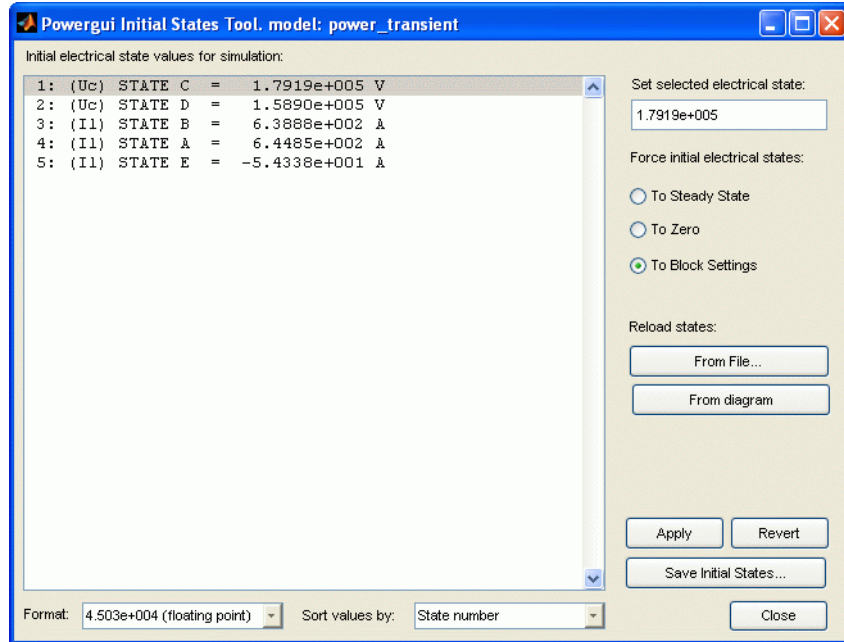 Powergui Initial States Tool. model: power_transient
Initial electrical state values for simulation:
1: (Uc) STATE C = 1.7919e+005 V
2: (Uc) STATE D = 1.5890e+005 V
3: (Il) STATE B = 6.3888e+002 A
4: (Il) STATE A = 6.4485e+002 A
5: (Il) STATE E = -5.4338e+001 A
Set selected electrical state:
1.7919e+005
Force initial electrical states:
To Steady State
To Zero
To Block Settings
Reload states:
From File...
From diagram
Apply Revert
Save Initial States...
Format: 4.503e+004 (floating point) Sort values by: State number Close